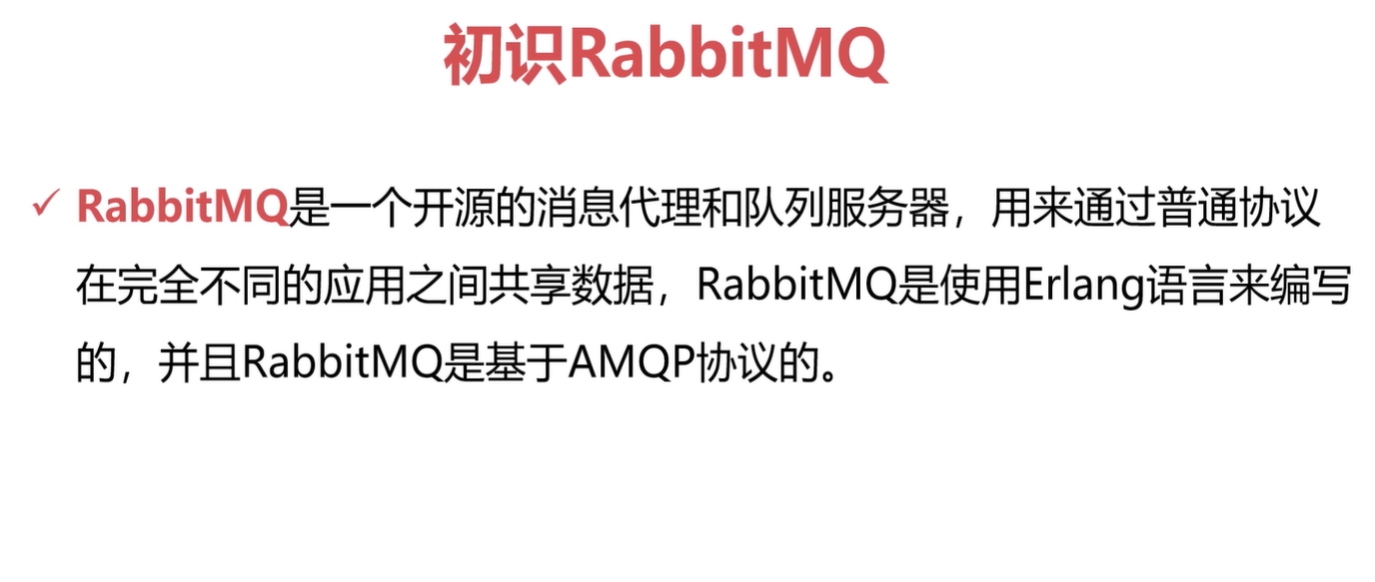 初识RabbitMQ
✓ RabbitMQ是一个开源的消息代理和队列服务器，用来通过普通协议
在完全不同的应用之间共享数据，RabbitMQ是使用Erlang语言来编写
的，并且RabbitMQ是基于AMQP协议的。